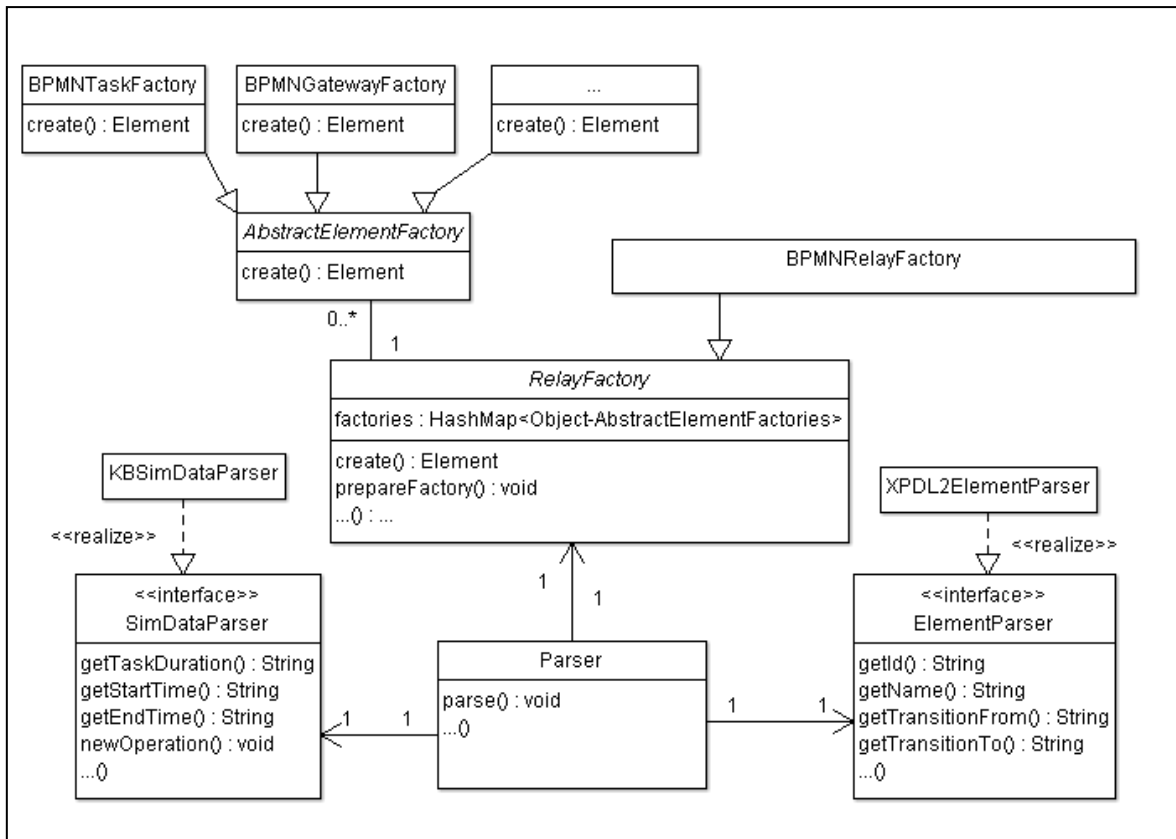 BPMNTaskFactory
create() : Element
BPMNGatewayFactory
create() : Element
...
create() : Element
AbstractElementFactory
create() : Element
BPMNRelayFactory
0..*
1
RelayFactory
factories : HashMap<Object-AbstractElementFactories>
create() : Element
prepareFactory() : void
...() : ...
KBSimDataParser
<<realize>>
XPDL2ElementParser
<<realize>>
<<interface>>
SimDataParser
getTaskDuration() : String
getStartTime() : String
getEndTime() : String
newOperation() : void
...()
1
1
Parser
parse() : void
...()
1
1
1
1
<<interface>>
ElementParser
getId() : String
getName() : String
getTransitionFrom() : String
getTransitionTo() : String
...()